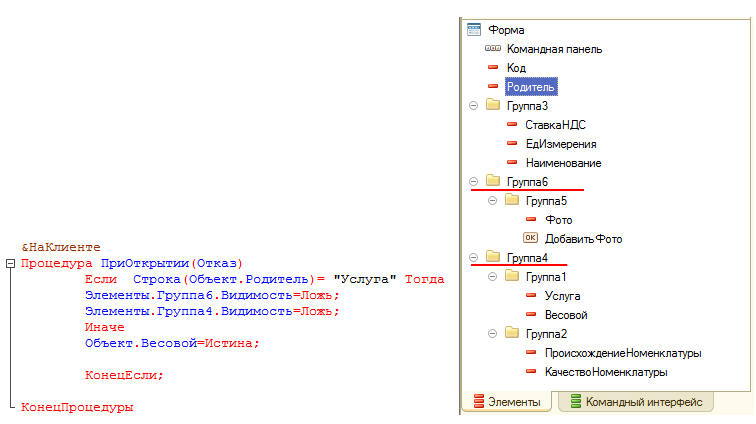 &НаКлиенте
Процедура ПриОткрытии(Отказ)
Если Строка(Объект.Родитель)= "Услуга" Тогда
Элементы.Группа6.Видимость=Ложь;
Элементы.Группа4.Видимость=Ложь;
Иначе
Объект.Весовой=Истина;
КонецЕсли;
КонецПроцедуры
Форма
Командная панель
Код
Родитель
Группа3
СтавкаНДС
ЕдИзмерения
Наименование
Группа6
Группа5
Фото
OK ДобавитьФото
Группа4
Группа1
Услуга
Весовой
Группа2
ПроисхождениеНоменклатуры
КачествоНоменклатуры
Элементы
Командный интерфейс